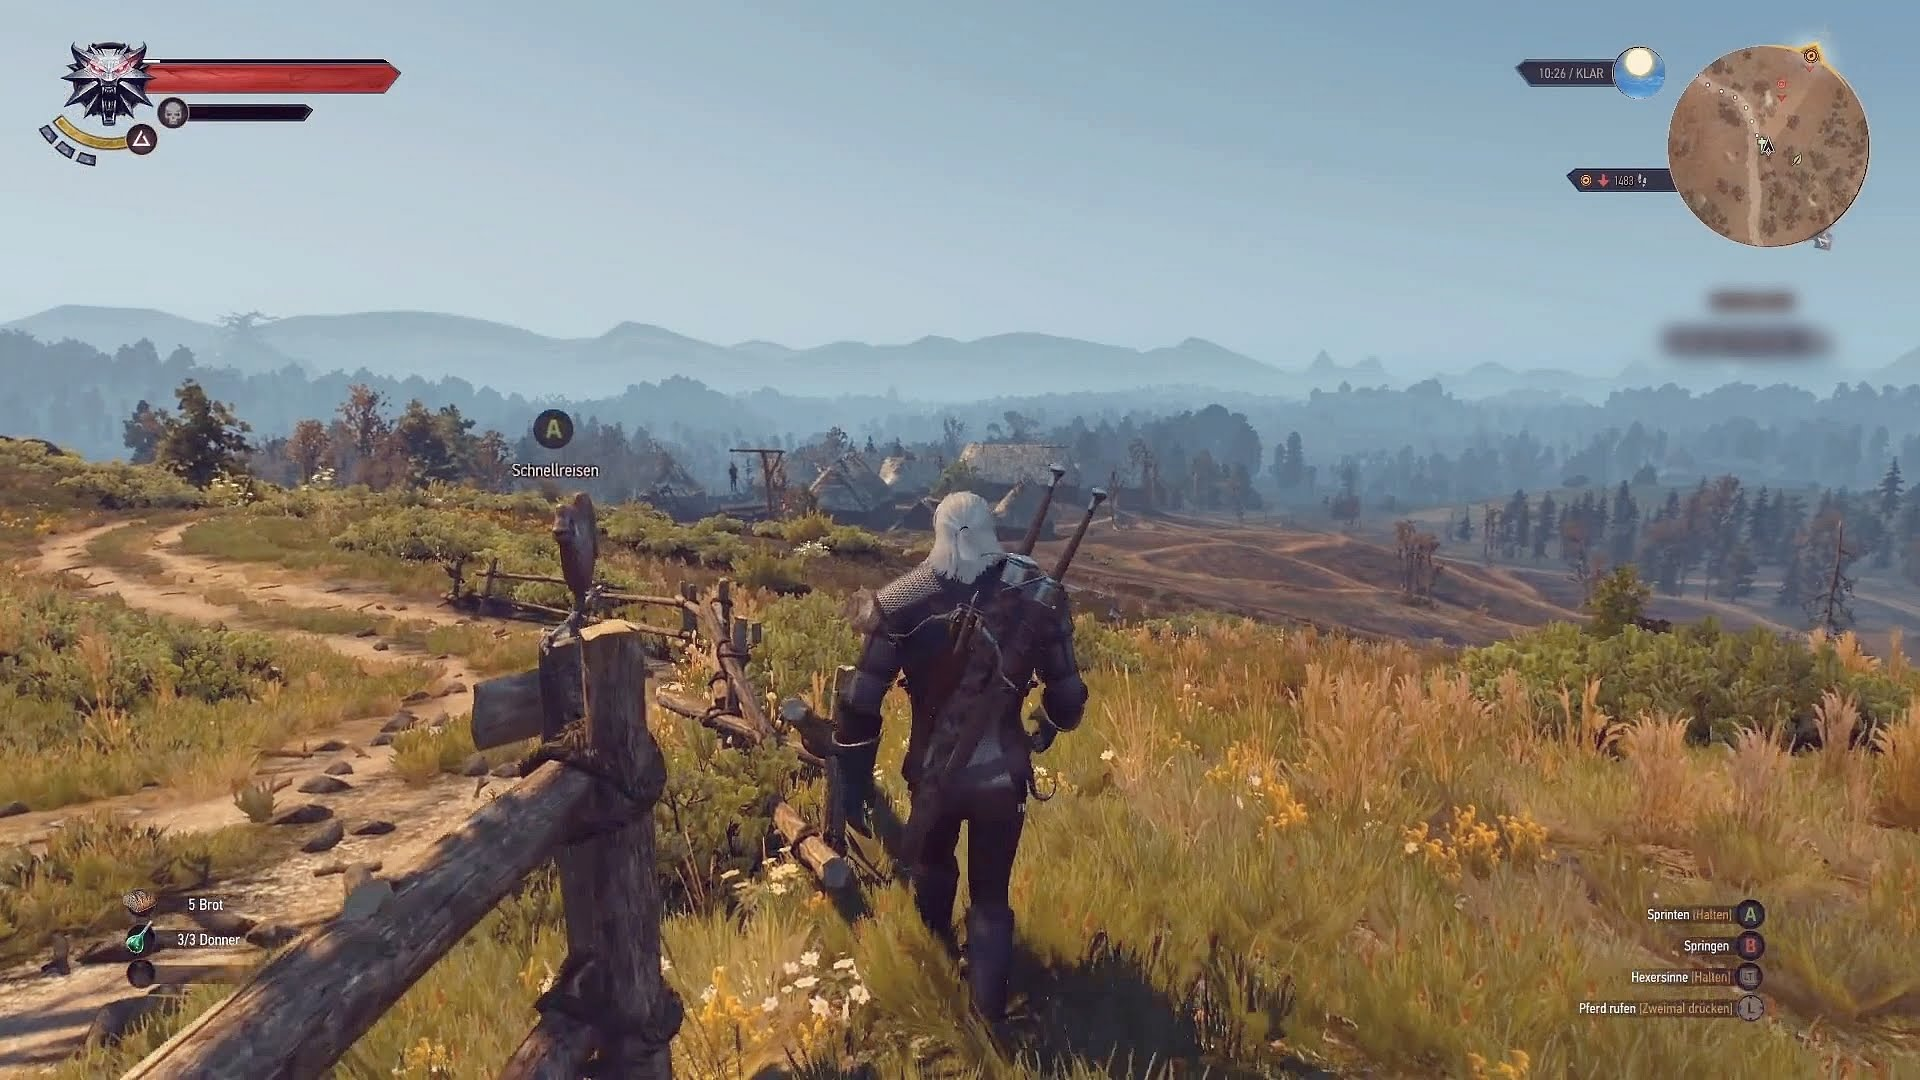 10:26 / KLAR
1483
A
Schnellreisen
5 Brot
3/3 Donner
Sprinten [Halten] A
Springen B
Hexersinne [Halten] LT
Pferd rufen [Zweimal drücken] L